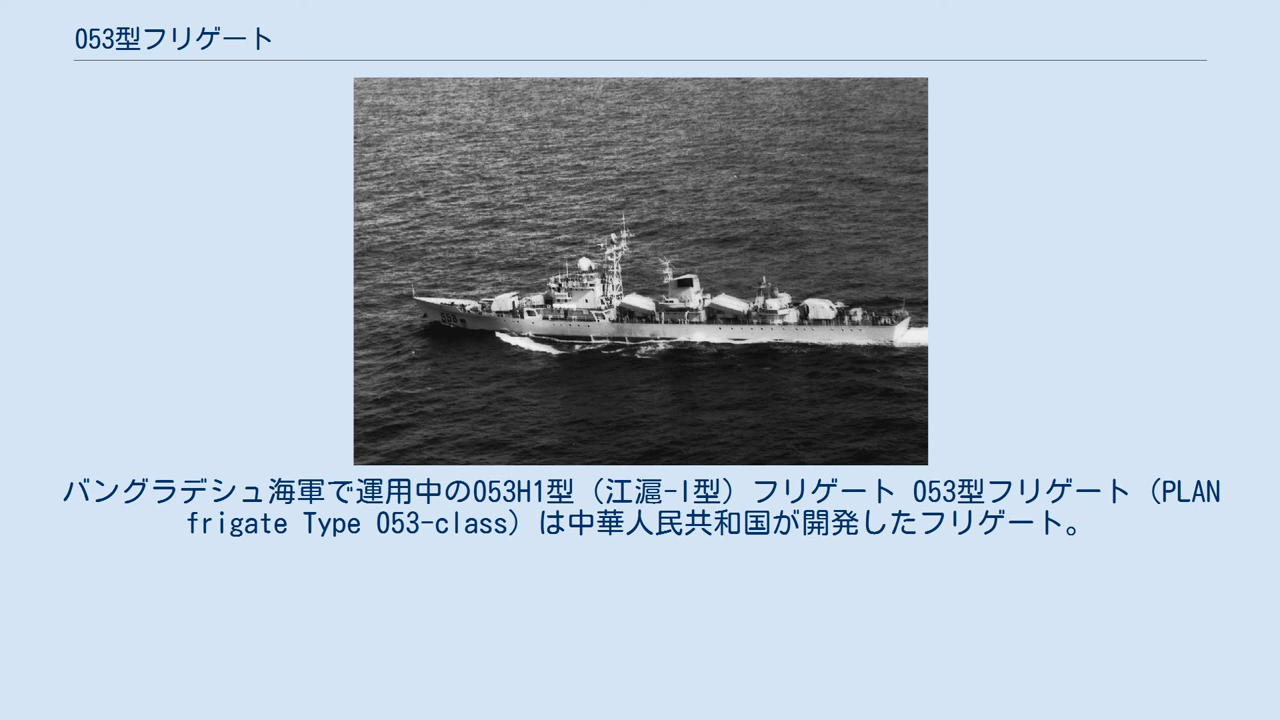 053型フリゲート
バングラデシュ海軍で運用中の053H1型（江滬-I型）フリゲート 053型フリゲート（PLAN
frigate Type 053-class）は中華人民共和国が開発したフリゲート。